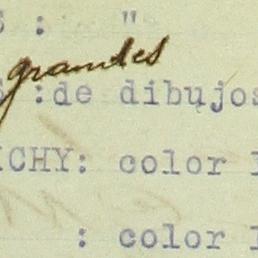 S : "
grandes
S :de dibujos
ICHY: color
: color